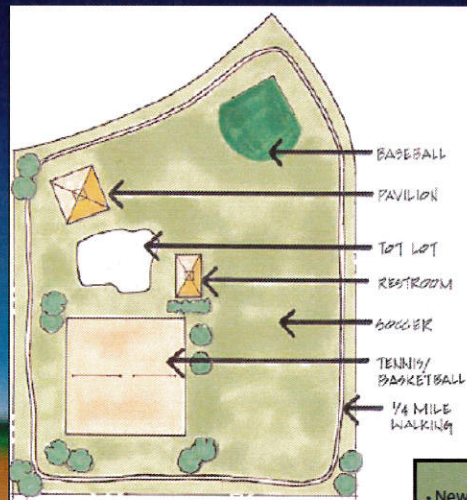 BASEBALL
PAVILION
TOT LOT
RESTROOM
SOCCER
TENNIS/
BASKETBALL
1/4 MILE
WALKING
• New